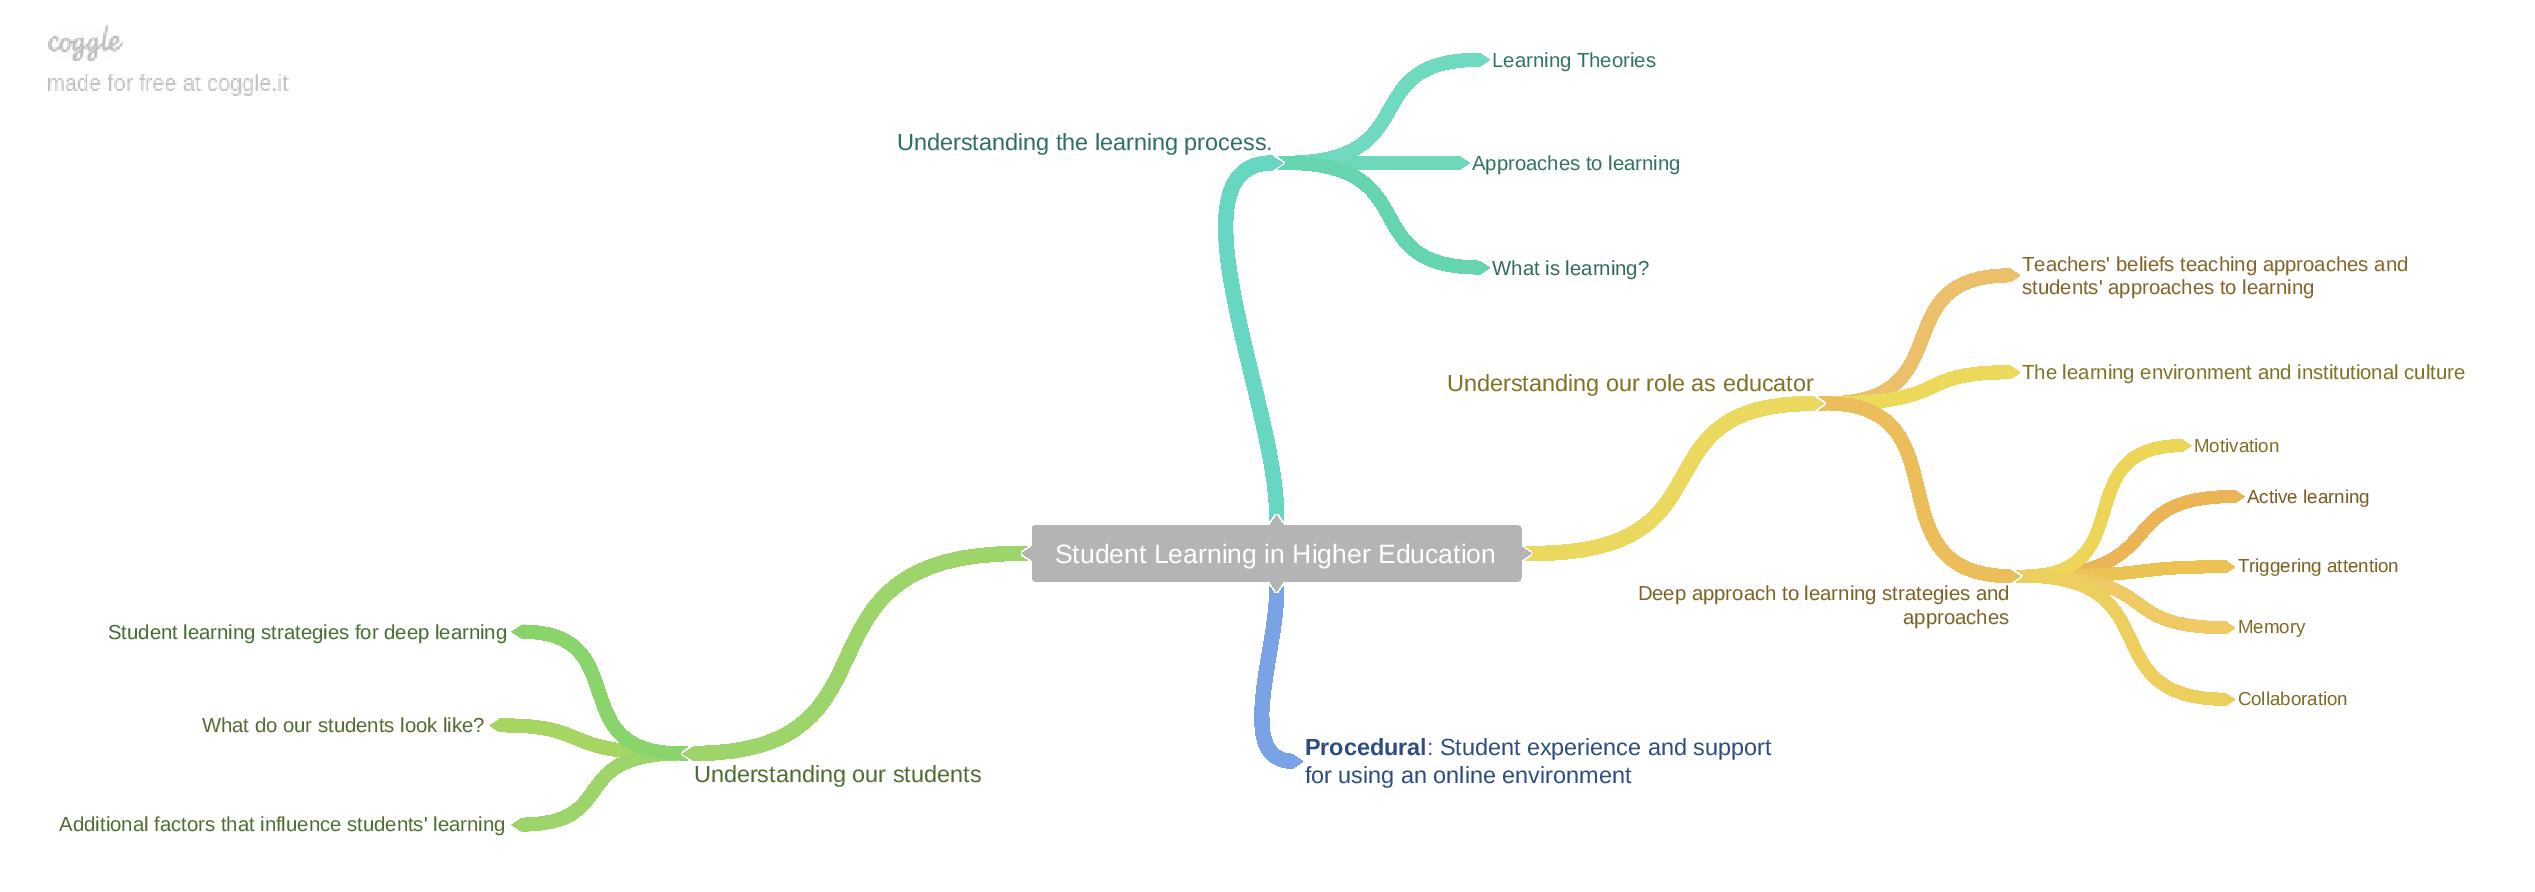 coggle
made for free at coggle.it
Learning Theories
Understanding the learning process.
Approaches to learning
What is learning?
Teachers' beliefs teaching approaches and
students' approaches to learning
Understanding our role as educator
The learning environment and institutional culture
Motivation
Active learning
Triggering attention
Deep approach to learning strategies and
approaches
Memory
Collaboration
Student Learning in Higher Education
Student learning strategies for deep learning
What do our students look like?
Understanding our students
Additional factors that influence students' learning
Procedural: Student experience and support
for using an online environment